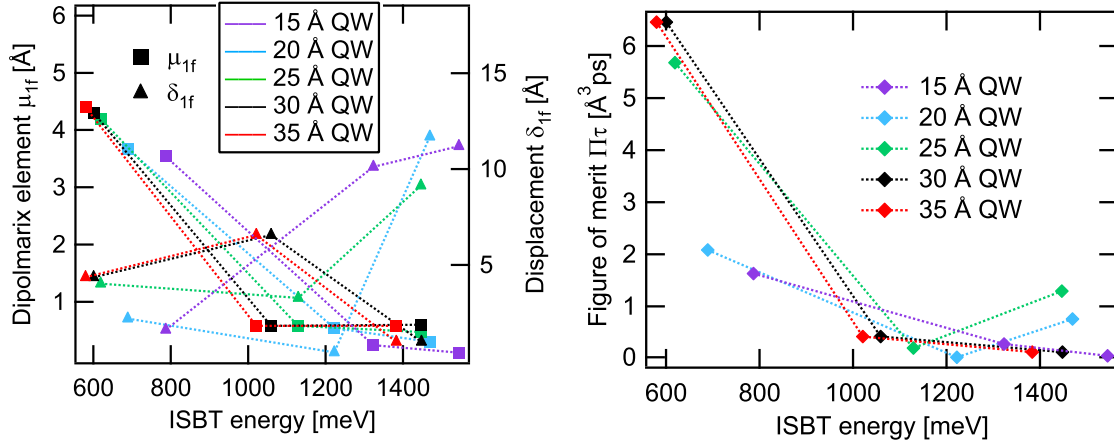 Dipolmarix element μ1f [Å]
6
5
4
3
2
1
μ1f
δ1f
15 Å QW
20 Å QW
25 Å QW
30 Å QW
35 Å QW
15
10
5
Displacement δ1f [Å]
600 800 1000 1200 1400
ISBT energy [meV]
Figure of merit Πτ [Å³ps]
6
5
4
3
2
1
0
15 Å QW
20 Å QW
25 Å QW
30 Å QW
35 Å QW
600 800 1000 1200 1400
ISBT energy [meV]